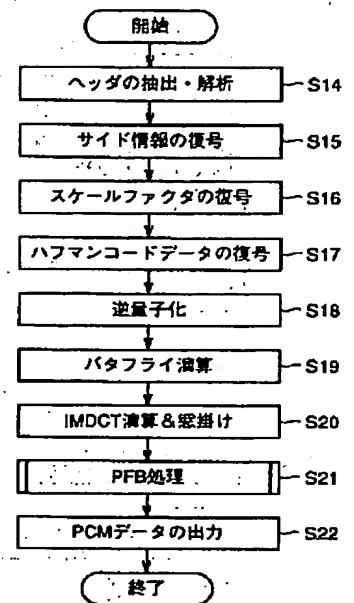 開始
ヘッダの抽出・解析 S14
サイド情報の復号 S15
スケールファクタの復号 S16
ハフマンコードデータの復号 S17
逆量子化 S18
バタフライ演算 S19
IMDCT演算&窓掛け S20
PFB処理 S21
PCMデータの出力 S22
終了